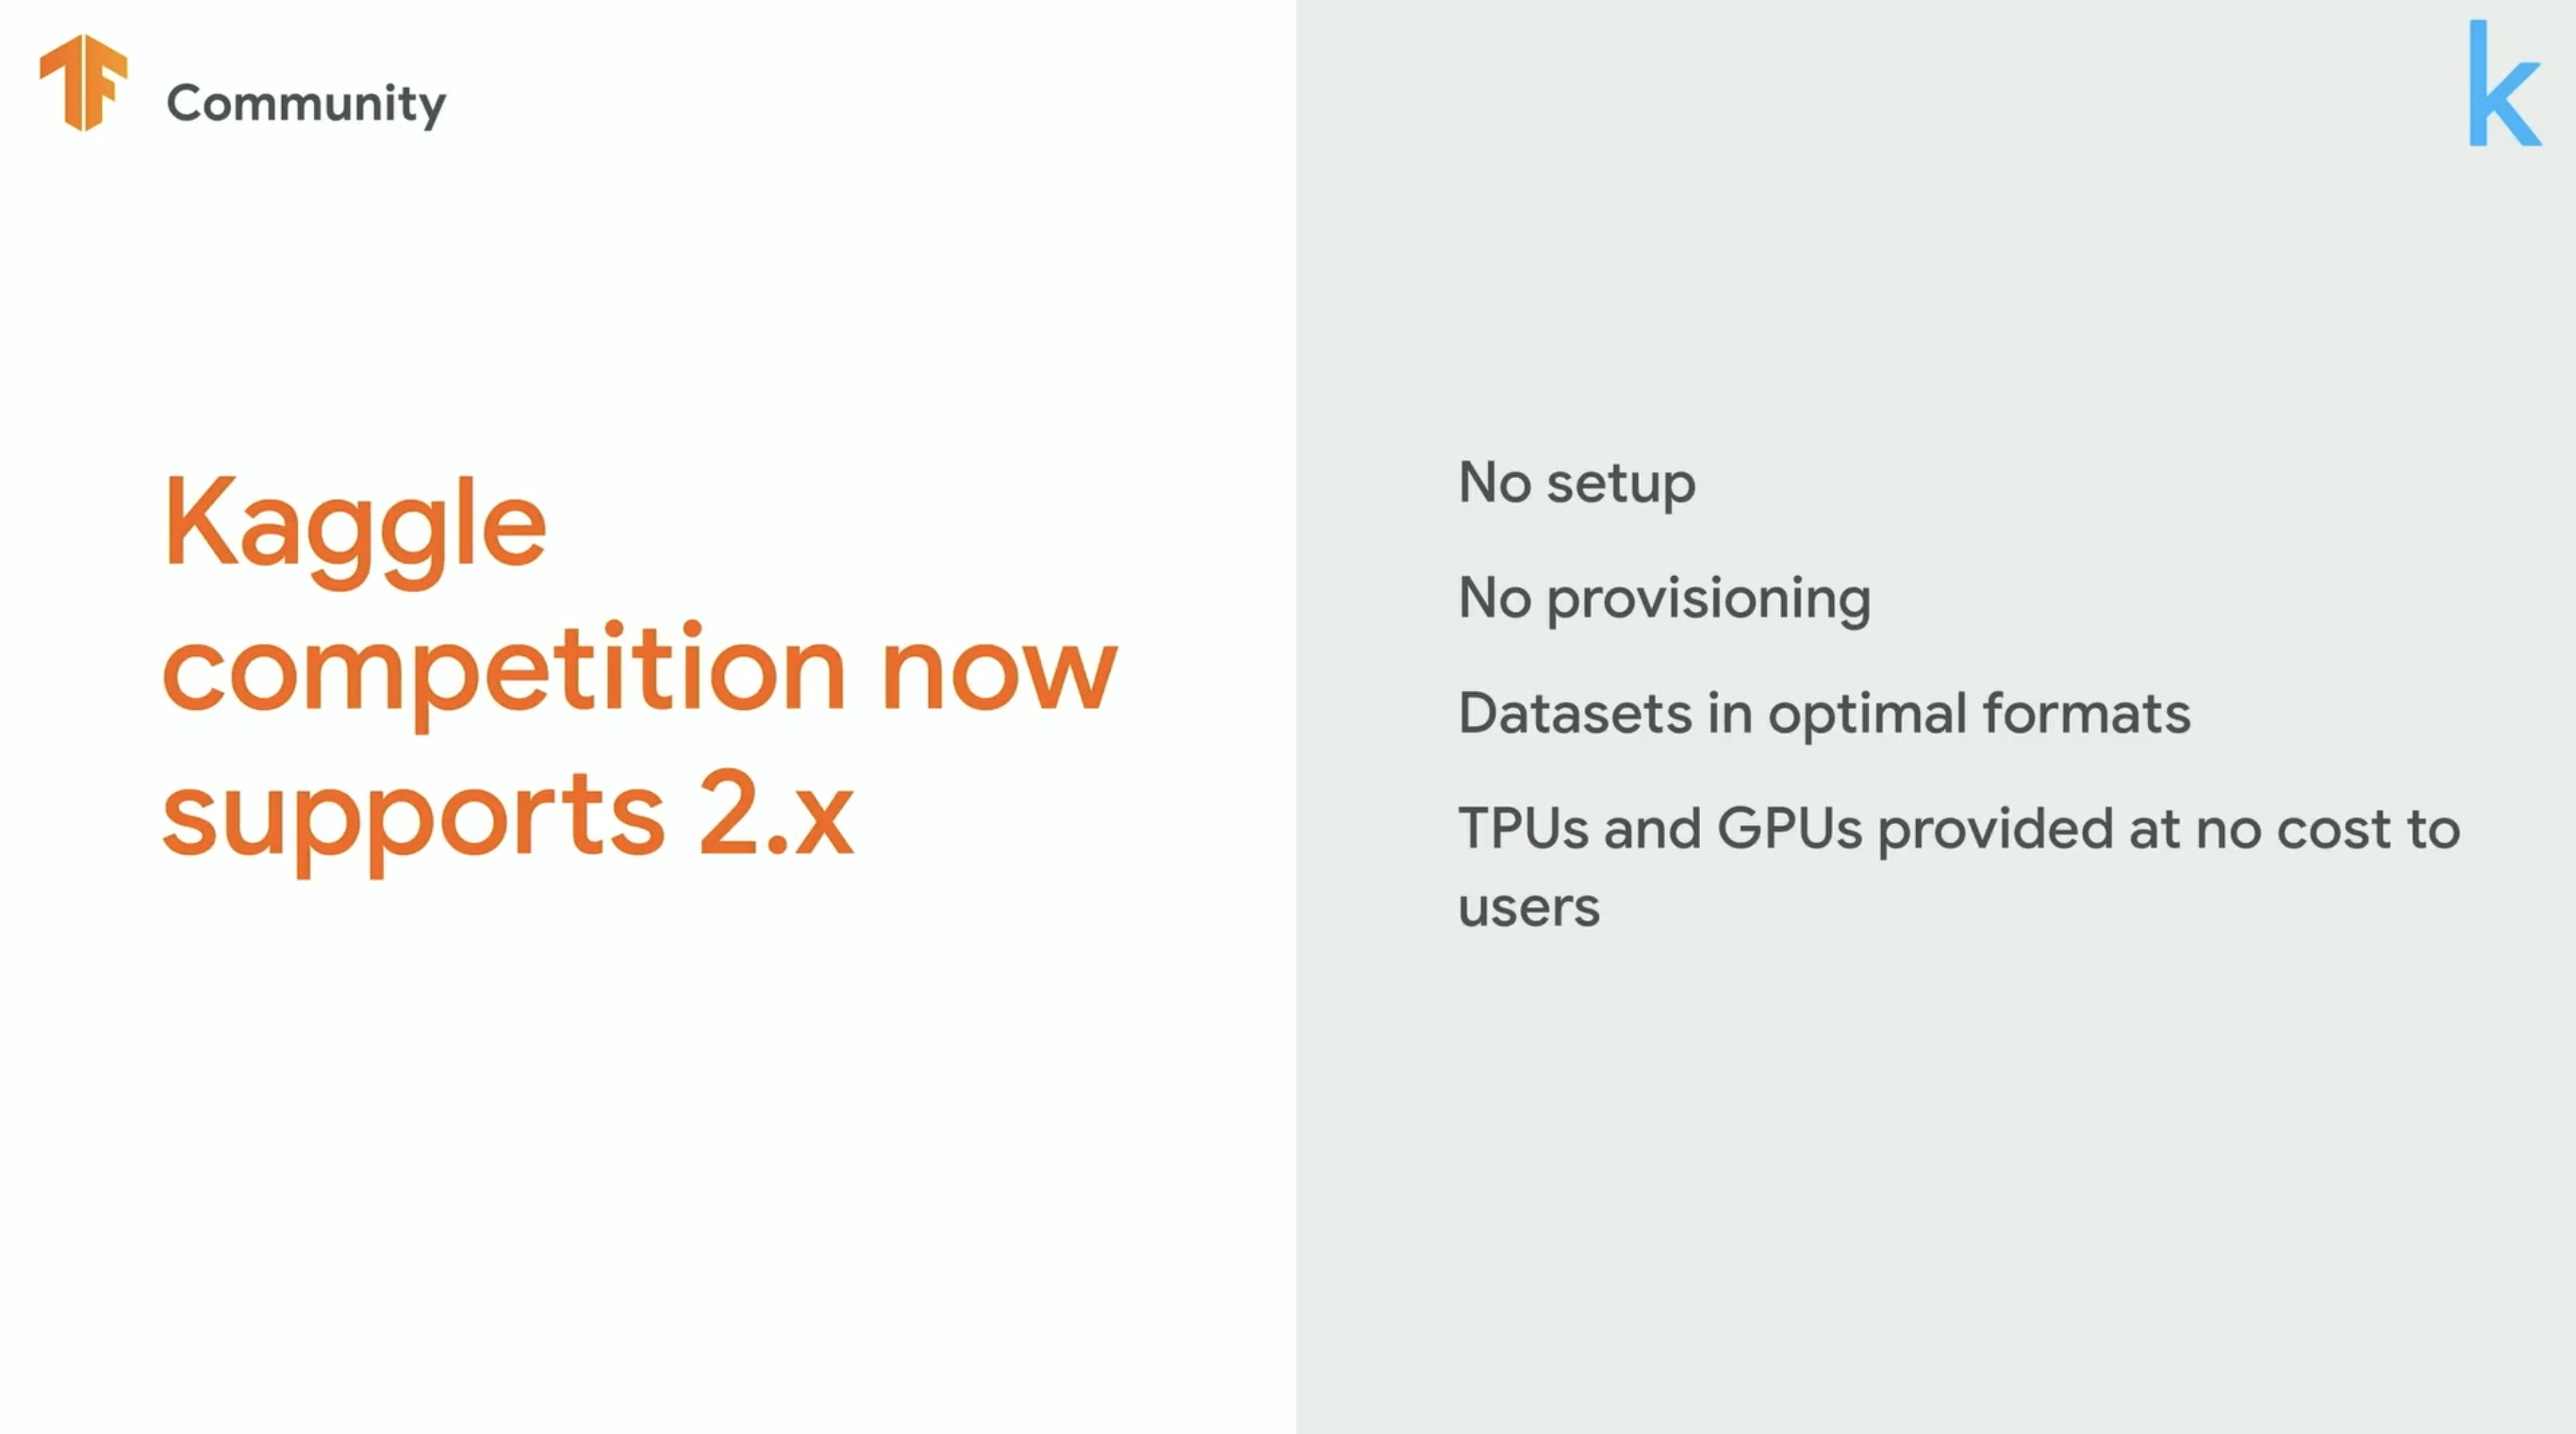 Community
Kaggle
competition now
supports 2.x
k
No setup
No provisioning
Datasets in optimal formats
TPUs and GPUs provided at no cost to
users